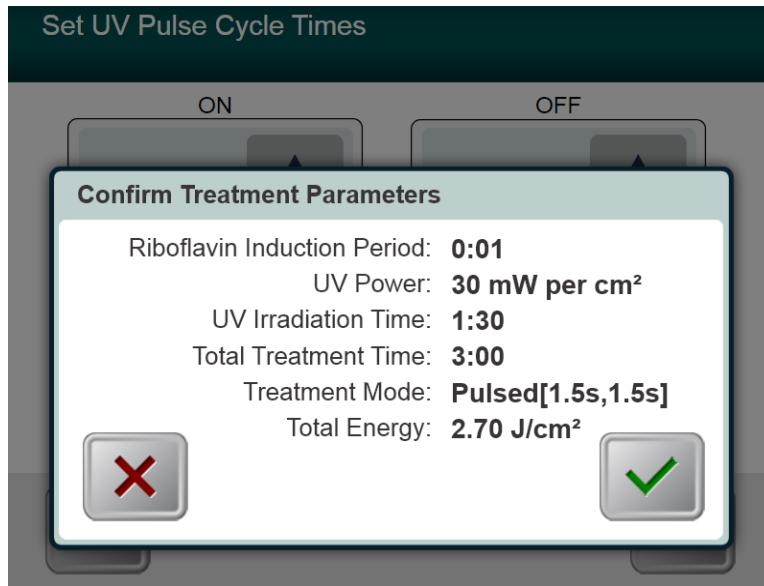 Set UV Pulse Cycle Times
ON OFF
Confirm Treatment Parameters
Riboflavin Induction Period: 0:01
UV Power: 30 mW per cm²
UV Irradiation Time: 1:30
Total Treatment Time: 3:00
Treatment Mode: Pulsed[1.5s,1.5s]
Total Energy: 2.70 J/cm²